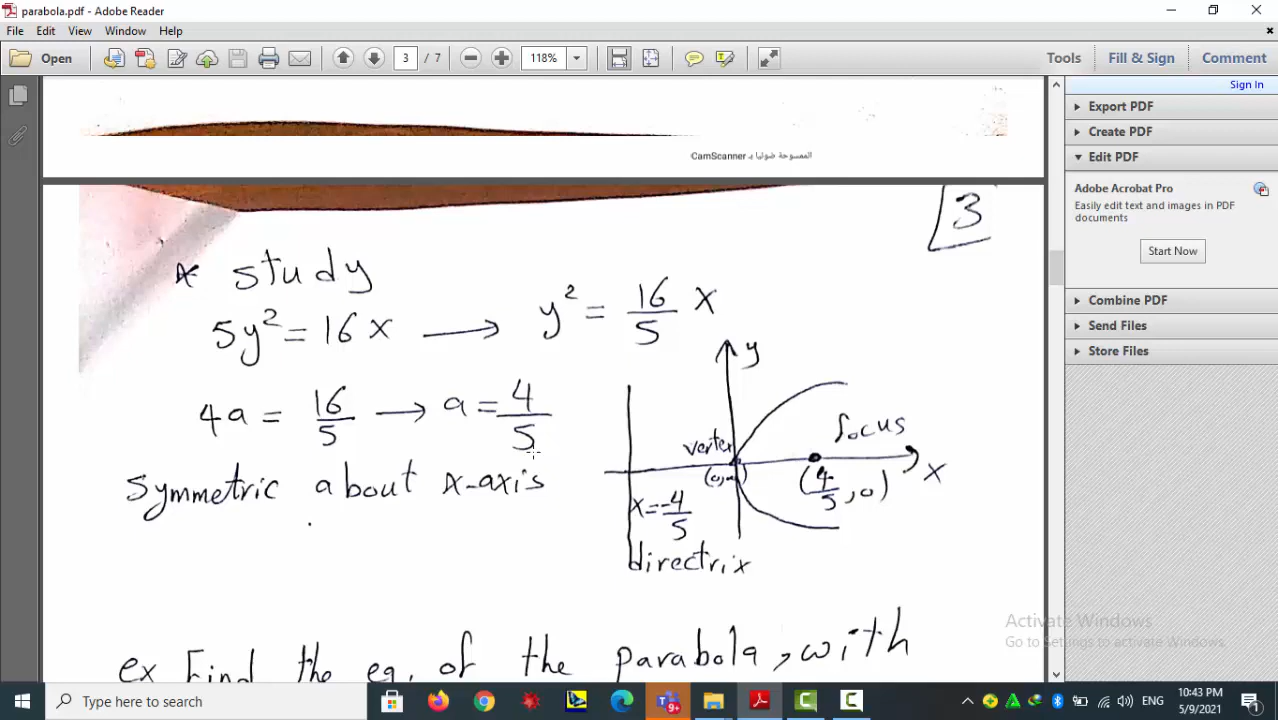 parabola.pdf - Adobe Reader
File Edit View Window Help
Open 3 / 7 118% Tools Fill & Sign Comment
Sign In
Export PDF
Create PDF
Edit PDF
Adobe Acrobat Pro
Easily edit text and images in PDF
documents
Start Now
Combine PDF
Send Files
Store Files
الممسوحة ضوئيا بـ CamScanner
3
* study
5y² = 16x → y² = 16/5 x
4a = 16/5 → a = 4/5
Symmetric about x-axis
y
focus
vertex
(0,0)
(4/5, 0)
x
x = -4/5
directrix
ex Find the eq. of the parabola, with
Activate Windows
Go to Settings to activate Windows.
Type here to search
9+
ENG
10:43 PM
5/9/2021
1